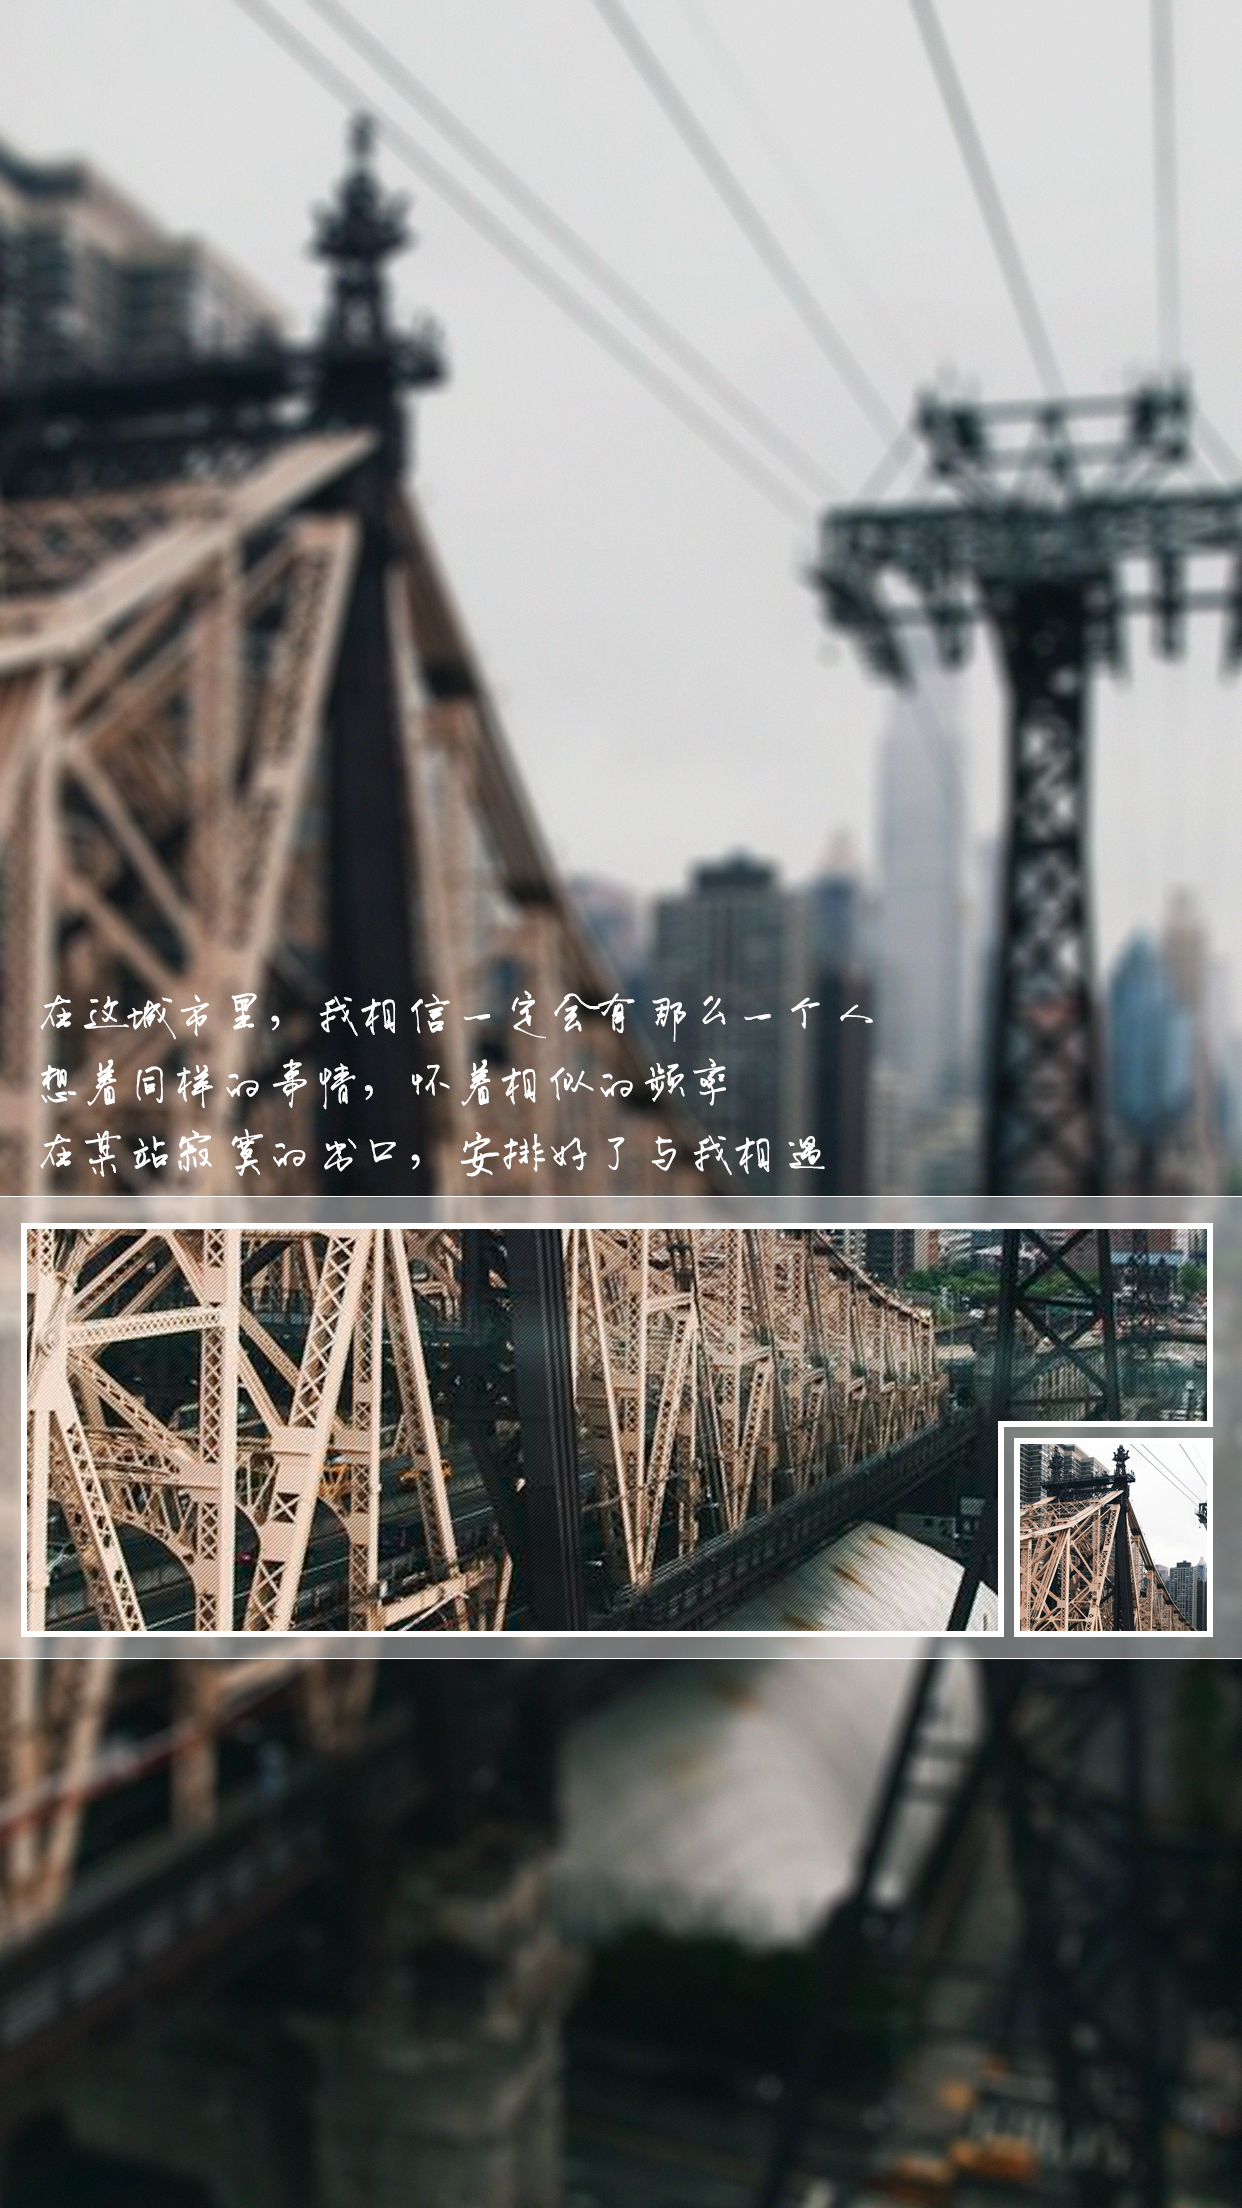 在这城市里，我相信一定会有那么一个人
想着同样的事情，怀着相似的频率
在某站寂寞的出口，安排好了与我相遇